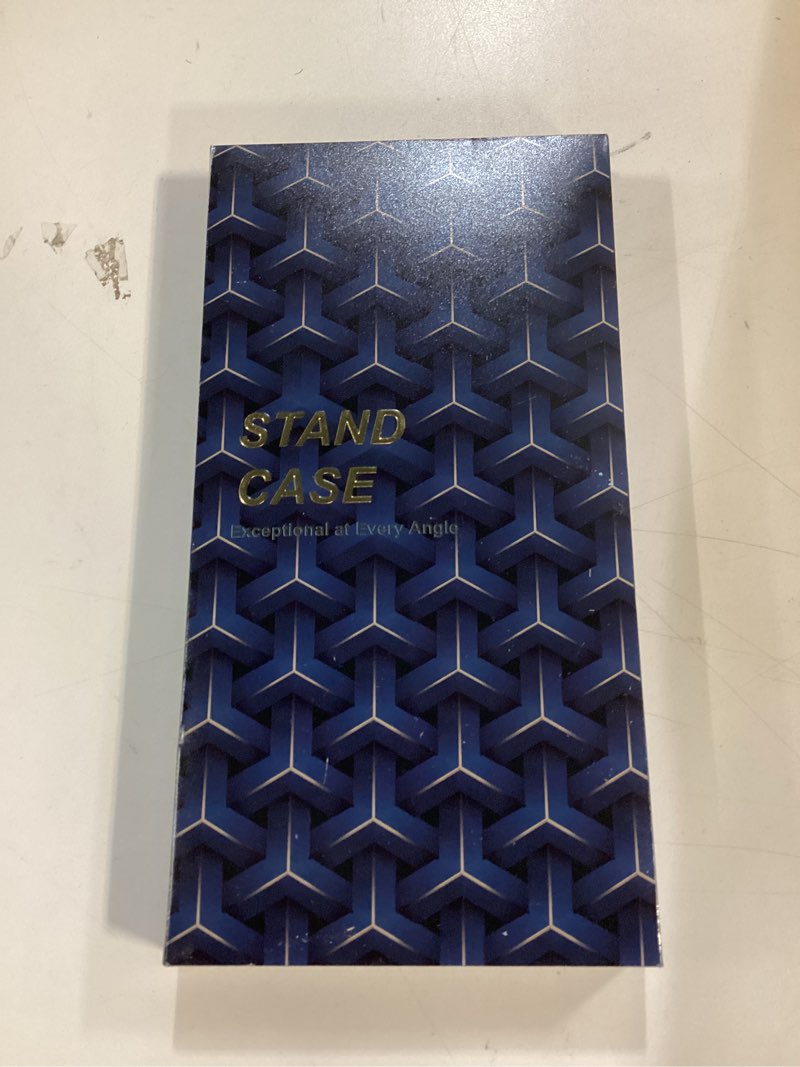 STAND
CASE
Exceptional at Every Angle